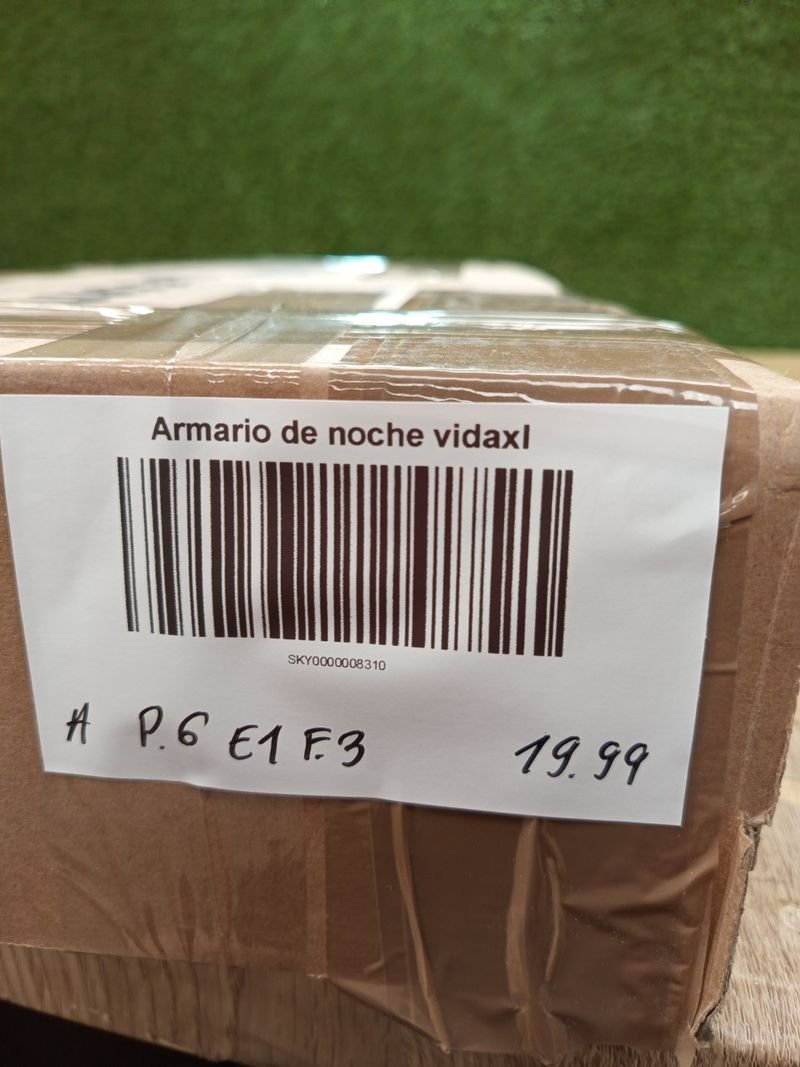 Armario de noche vidaxl
SKY0000008310
A P.6 E1 F.3 19.99